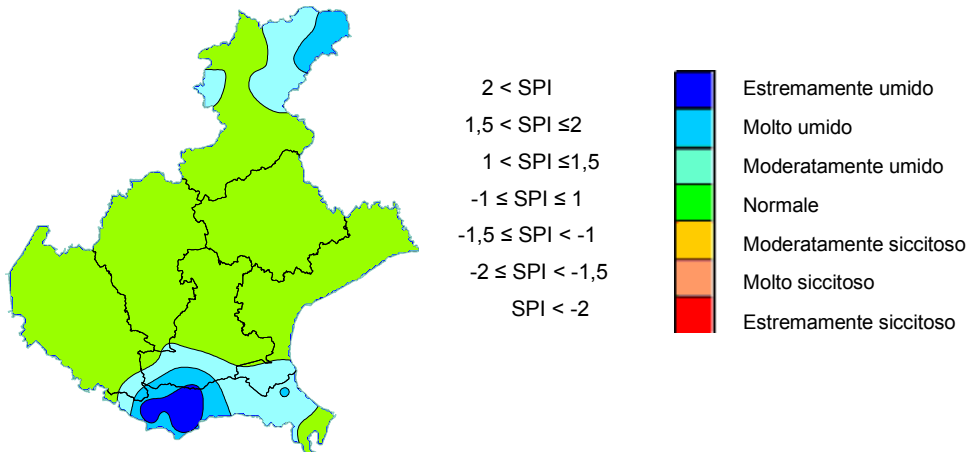 2 < SPI Estremamente umido
1,5 < SPI ≤2 Molto umido
1 < SPI ≤1,5 Moderatamente umido
-1 ≤ SPI ≤ 1 Normale
-1,5 ≤ SPI < -1 Moderatamente siccitoso
-2 ≤ SPI < -1,5 Molto siccitoso
SPI < -2 Estremamente siccitoso